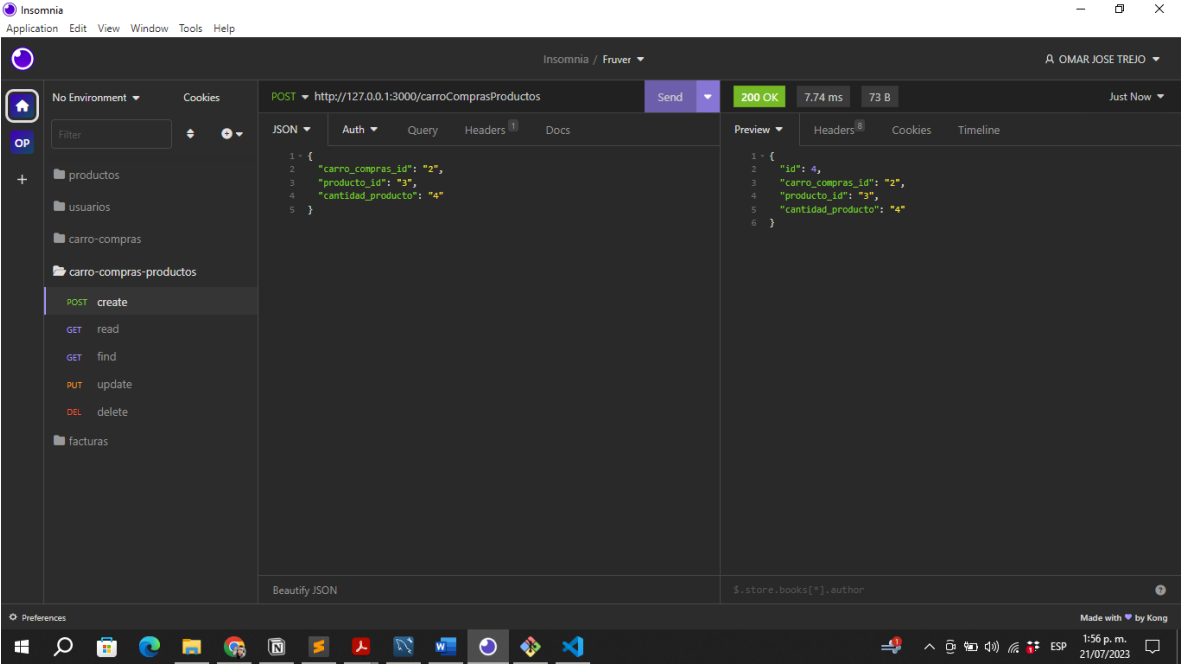 Insomnia
Application Edit View Window Tools Help
Insomnia / Fruver
OMAR JOSE TREJO
No Environment Cookies
POST http://127.0.0.1:3000/carroComprasProductos Send
200 OK 7.74 ms 73 B Just Now
Filter
JSON Auth Query Headers 1 Docs
Preview Headers 8 Cookies Timeline
OP
productos
usuarios
carro-compras
carro-compras-productos
POST create
GET read
GET find
PUT update
DEL delete
facturas
1 {
2 "carro_compras_id": "2",
3 "producto_id": "3",
4 "cantidad_producto": "4"
5 }
1 {
2 "id": 4,
3 "carro_compras_id": "2",
4 "producto_id": "3",
5 "cantidad_producto": "4"
6 }
Beautify JSON
$.store.books[*].author
Preferences
Made with by Kong
ESP
1:56 p. m.
21/07/2023